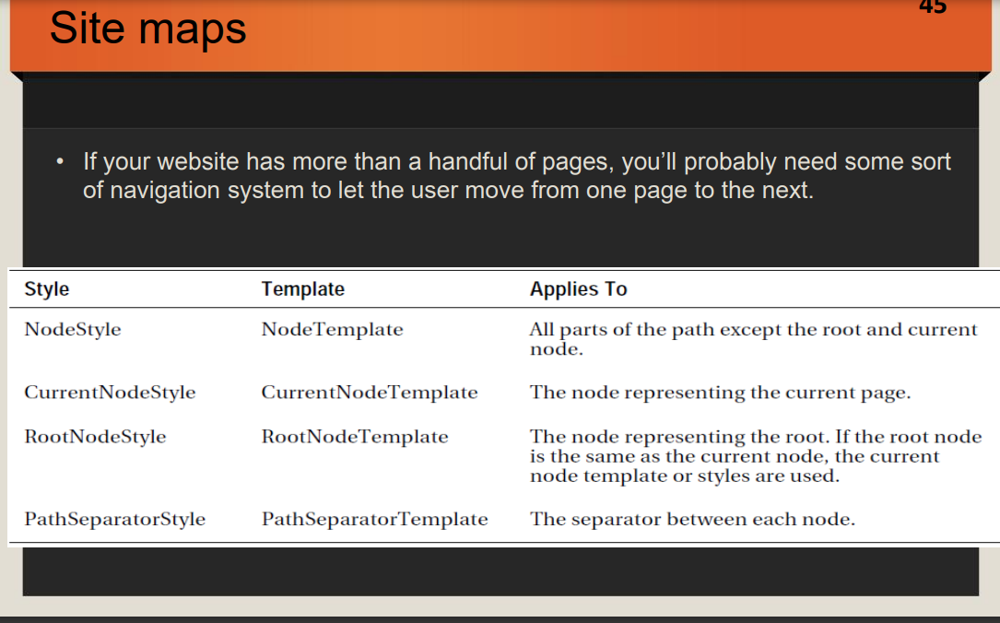 45
Site maps
• If your website has more than a handful of pages, you’ll probably need some sort
of navigation system to let the user move from one page to the next.
Style Template Applies To
NodeStyle NodeTemplate All parts of the path except the root and current
node.
CurrentNodeStyle CurrentNodeTemplate The node representing the current page.
RootNodeStyle RootNodeTemplate The node representing the root. If the root node
is the same as the current node, the current
node template or styles are used.
PathSeparatorStyle PathSeparatorTemplate The separator between each node.